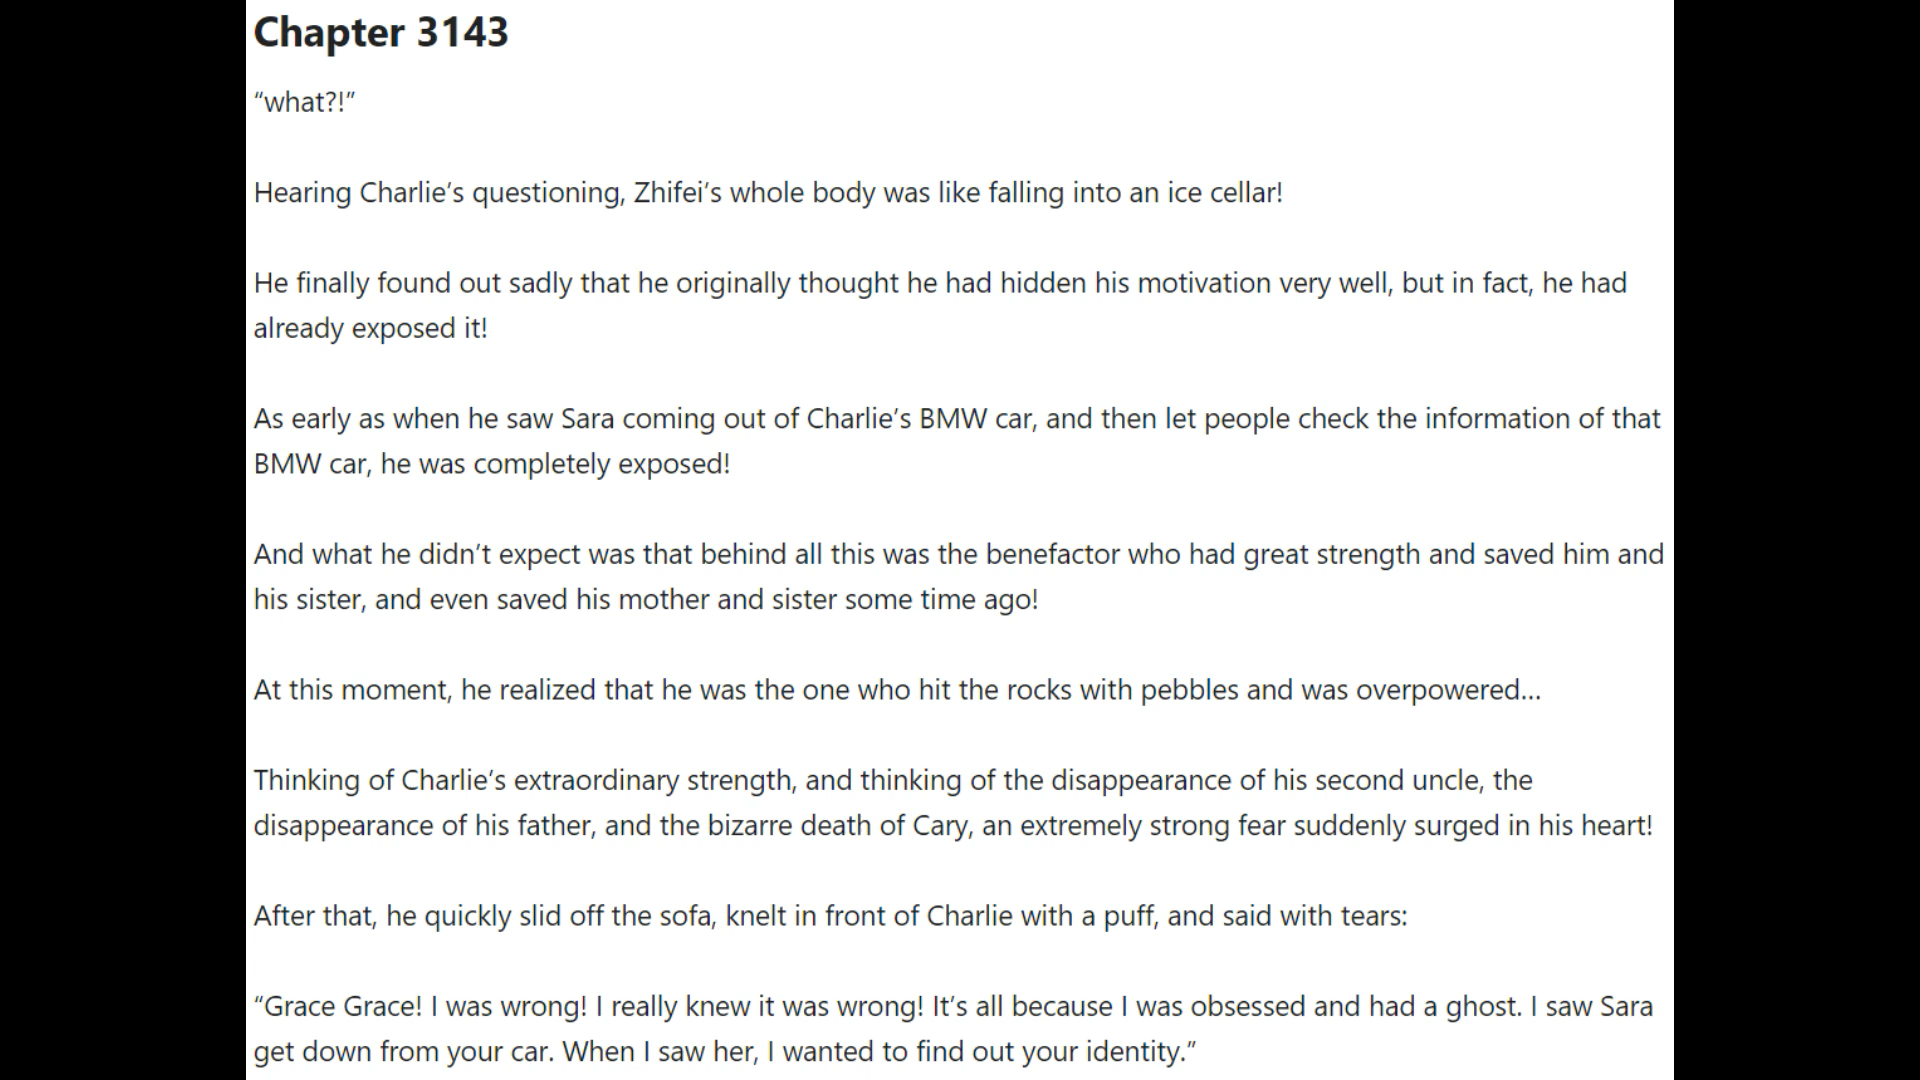 Chapter 3143
“what?!”
Hearing Charlie’s questioning, Zhifei’s whole body was like falling into an ice cellar!
He finally found out sadly that he originally thought he had hidden his motivation very well, but in fact, he had
already exposed it!
As early as when he saw Sara coming out of Charlie’s BMW car, and then let people check the information of that
BMW car, he was completely exposed!
And what he didn’t expect was that behind all this was the benefactor who had great strength and saved him and
his sister, and even saved his mother and sister some time ago!
At this moment, he realized that he was the one who hit the rocks with pebbles and was overpowered…
Thinking of Charlie’s extraordinary strength, and thinking of the disappearance of his second uncle, the
disappearance of his father, and the bizarre death of Cary, an extremely strong fear suddenly surged in his heart!
After that, he quickly slid off the sofa, knelt in front of Charlie with a puff, and said with tears:
“Grace Grace! I was wrong! I really knew it was wrong! It’s all because I was obsessed and had a ghost. I saw Sara
get down from your car. When I saw her, I wanted to find out your identity.”